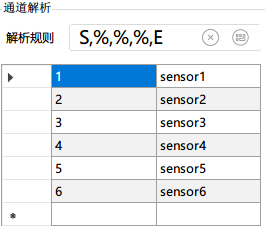 通道解析
解析规则 S,%,%,%,E
1 sensor1
2 sensor2
3 sensor3
4 sensor4
5 sensor5
6 sensor6
*